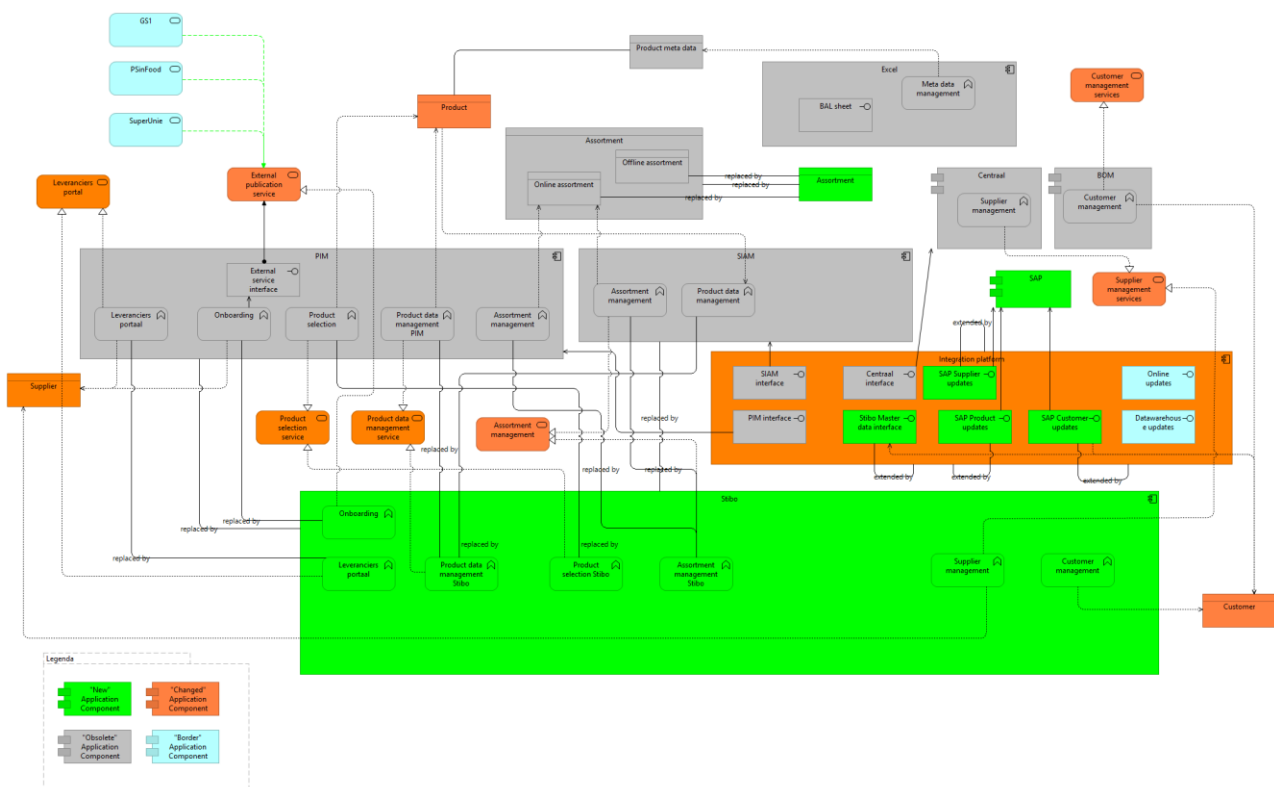 GS1
PSinFood
SuperUnie
Leveranciers
portal
External
publication
service
Product
Product meta data
Excel
Meta data
management
BAL sheet
Customer
management
services
Assortment
Offline assortment
Online assortment
replaced by
replaced by
replaced by
Assortment
Centraal
Supplier
management
BOM
Customer
management
PIM
External
service
interface
Leveranciers
portaal
Onboarding
Product
selection
Product data
management
PIM
Assortment
management
SIAM
Assortment
management
Product data
management
SAP
Supplier
management
services
extended by
Integration platform
SIAM
interface
Centraal
interface
SAP Supplier
updates
Online
updates
PIM interface
Stibo Master
data interface
SAP Product
updates
SAP Customer
updates
Datawarehous
e updates
extended by
extended by
extended by
Supplier
Product
selection
service
Product data
management
service
Assortment
management
replaced by
replaced by
replaced by
replaced by
replaced by
replaced by
replaced by
replaced by
Stibo
Onboarding
Leveranciers
portaal
Product data
management
Stibo
Product
selection Stibo
Assortment
management
Stibo
Supplier
management
Customer
management
Customer
Legenda
"New"
Application
Component
"Changed"
Application
Component
"Obsolete"
Application
Component
"Border"
Application
Component